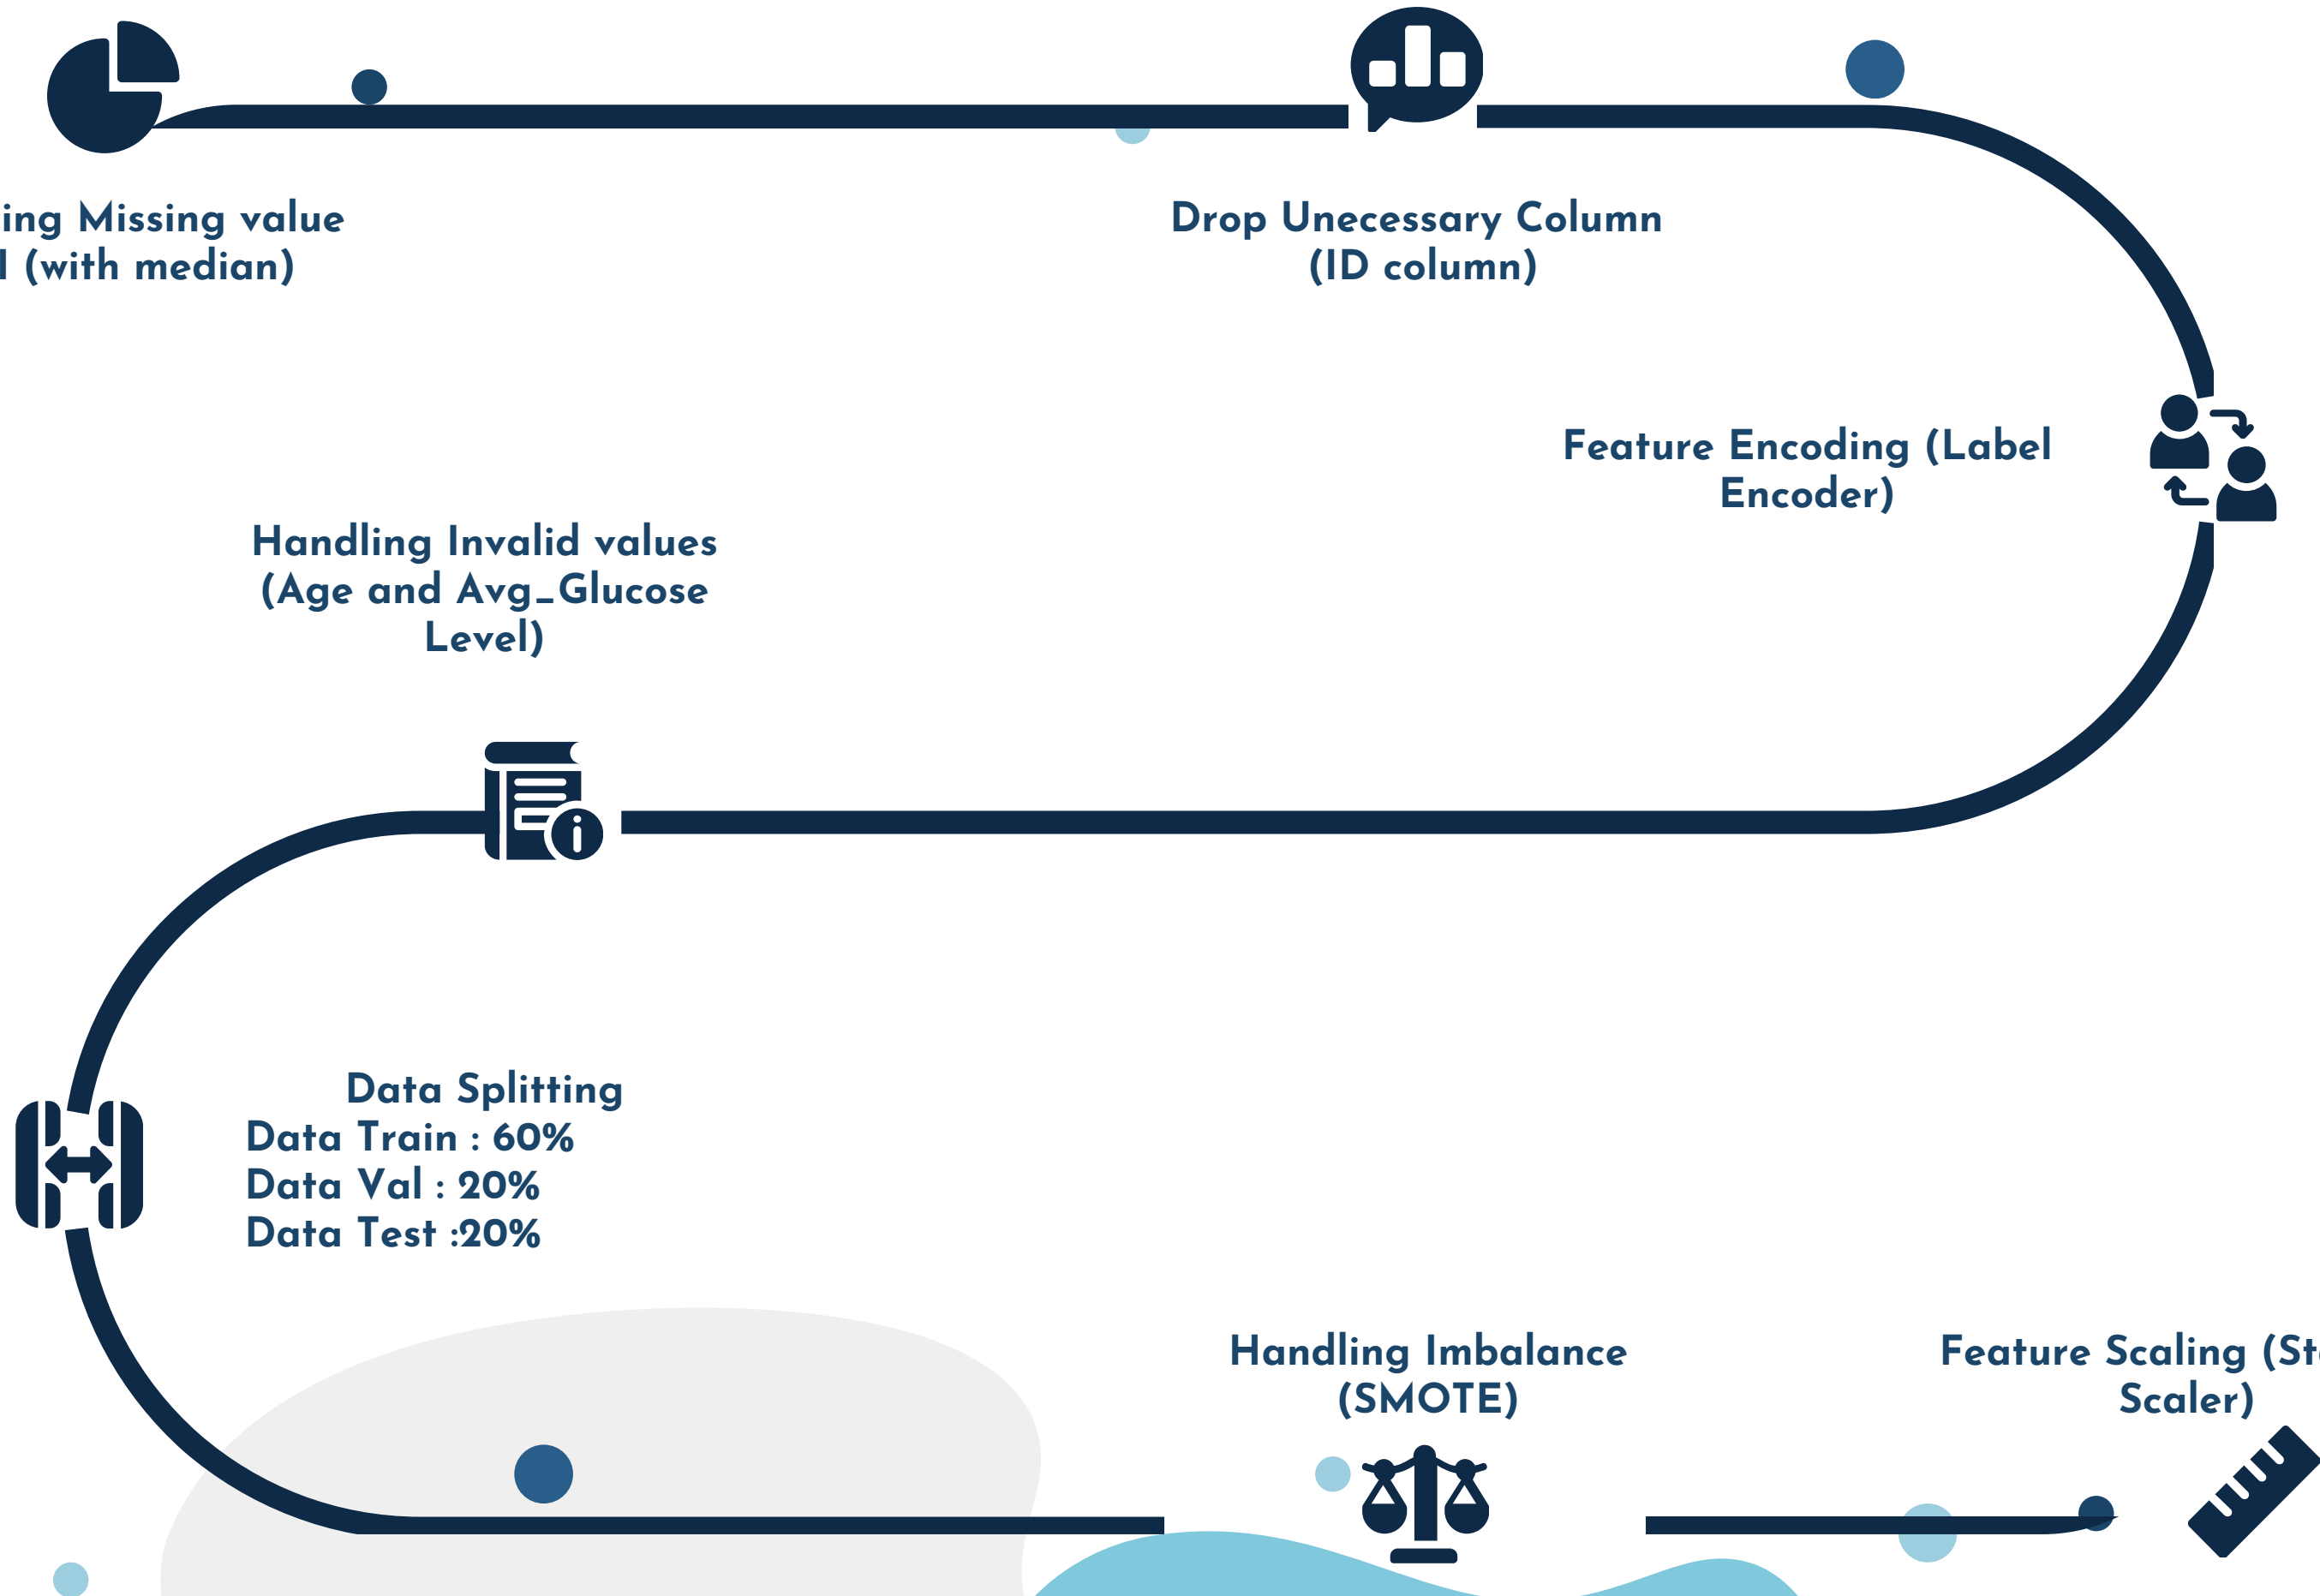 ing Missing value
(with median)
Drop Unecessary Column
(ID column)
Feature Encoding (Label
Encoder)
Handling Invalid values
(Age and Avg_Glucose
Level)
Data Splitting
Data Train : 60%
Data Val : 20%
Data Test :20%
Handling Imbalance
(SMOTE)
Feature Scaling (St
Scaler)